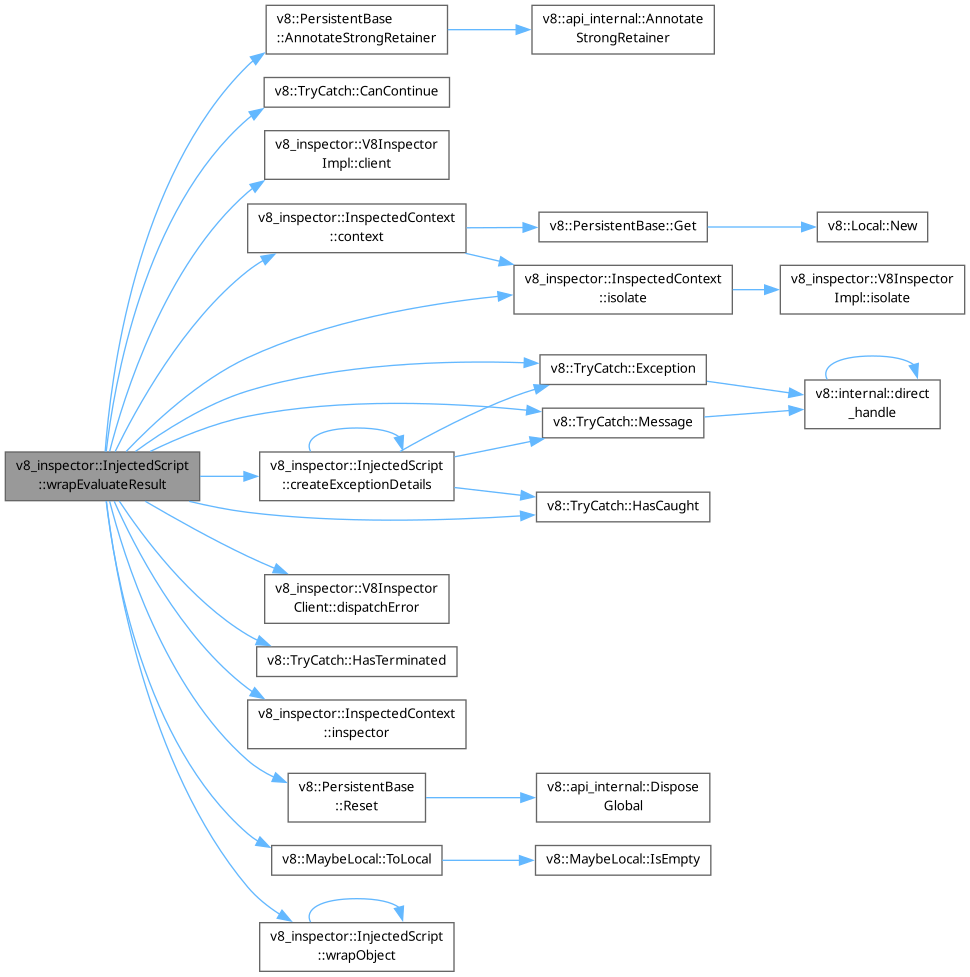 v8::PersistentBase
::AnnotateStrongRetainer
v8::api_internal::Annotate
StrongRetainer
v8::TryCatch::CanContinue
v8_inspector::V8Inspector
Impl::client
v8_inspector::InspectedContext
::context
v8::PersistentBase::Get
v8::Local::New
v8_inspector::InspectedContext
::isolate
v8_inspector::V8Inspector
Impl::isolate
v8::TryCatch::Exception
v8::internal::direct
_handle
v8::TryCatch::Message
v8_inspector::InjectedScript
::wrapEvaluateResult
v8_inspector::InjectedScript
::createExceptionDetails
v8::TryCatch::HasCaught
v8_inspector::V8Inspector
Client::dispatchError
v8::TryCatch::HasTerminated
v8_inspector::InspectedContext
::inspector
v8::PersistentBase
::Reset
v8::api_internal::Dispose
Global
v8::MaybeLocal::ToLocal
v8::MaybeLocal::IsEmpty
v8_inspector::InjectedScript
::wrapObject